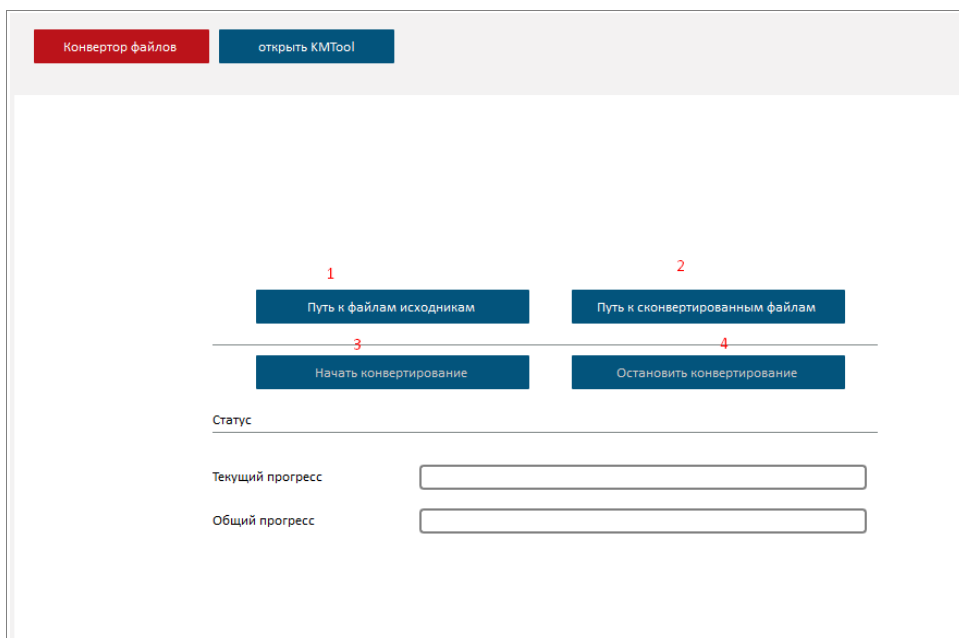 Конвертор файлов
открыть KMTool
1
2
Путь к файлам исходникам
Путь к сконвертированным файлам
3
4
Начать конвертирование
Остановить конвертирование
Статус
Текущий прогресс
Общий прогресс